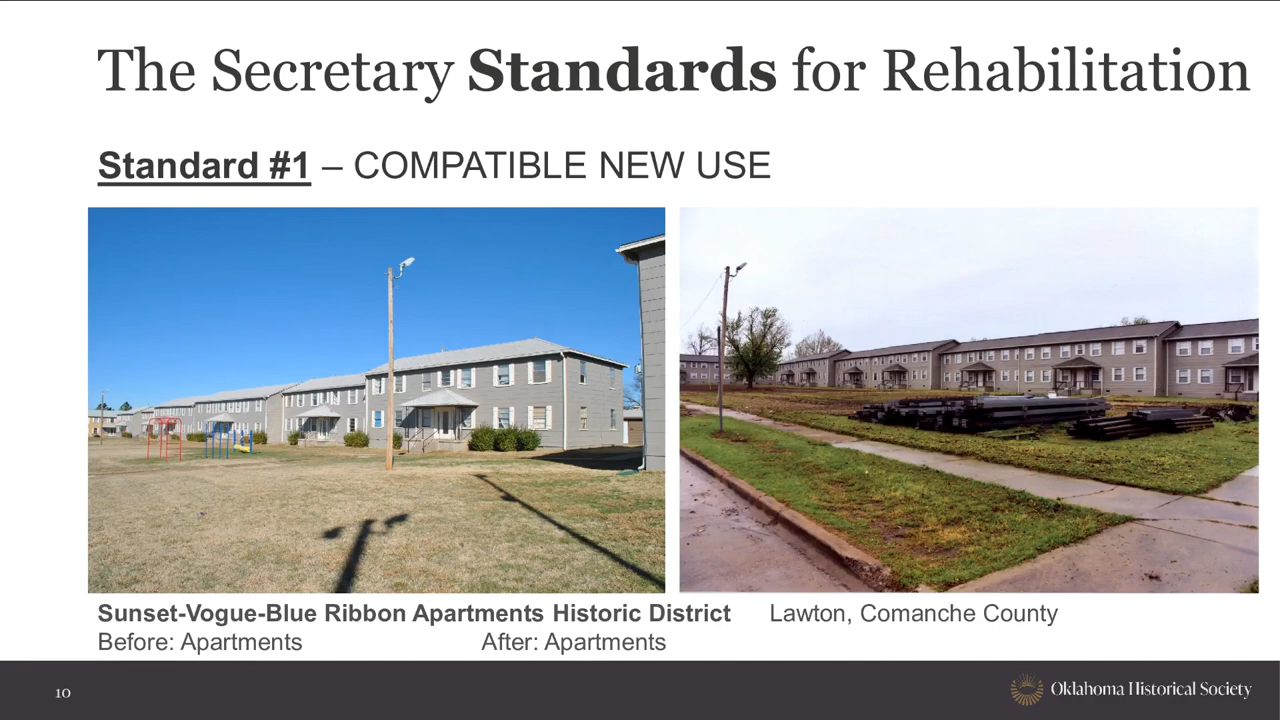 The Secretary Standards for Rehabilitation
Standard #1 – COMPATIBLE NEW USE
Sunset-Vogue-Blue Ribbon Apartments Historic District Lawton, Comanche County
Before: Apartments After: Apartments
10 Oklahoma Historical Society